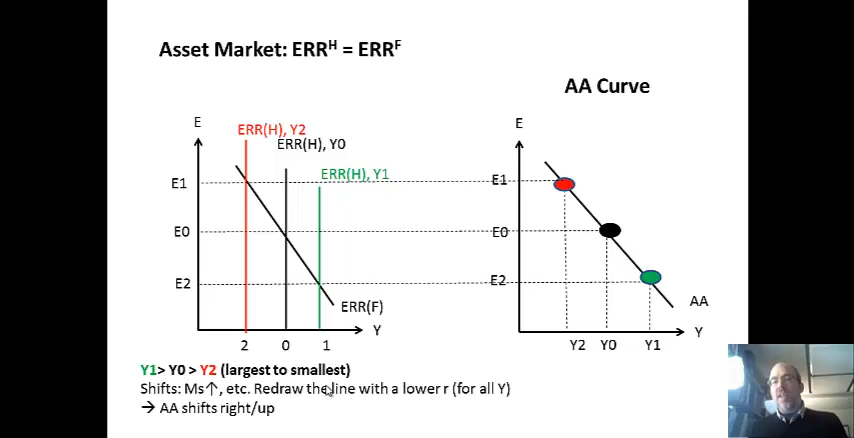 Asset Market: ERRᴴ = ERRᶠ
AA Curve
E
ERR(H), Y2
ERR(H), Y0
ERR(H), Y1
E1
E0
E2
ERR(F)
Y
2
0
1
E
E1
E0
E2
AA
Y
Y2
Y0
Y1
Y1> Y0 > Y2 (largest to smallest)
Shifts: Ms↑, etc. Redraw the line with a lower r (for all Y)
→ AA shifts right/up